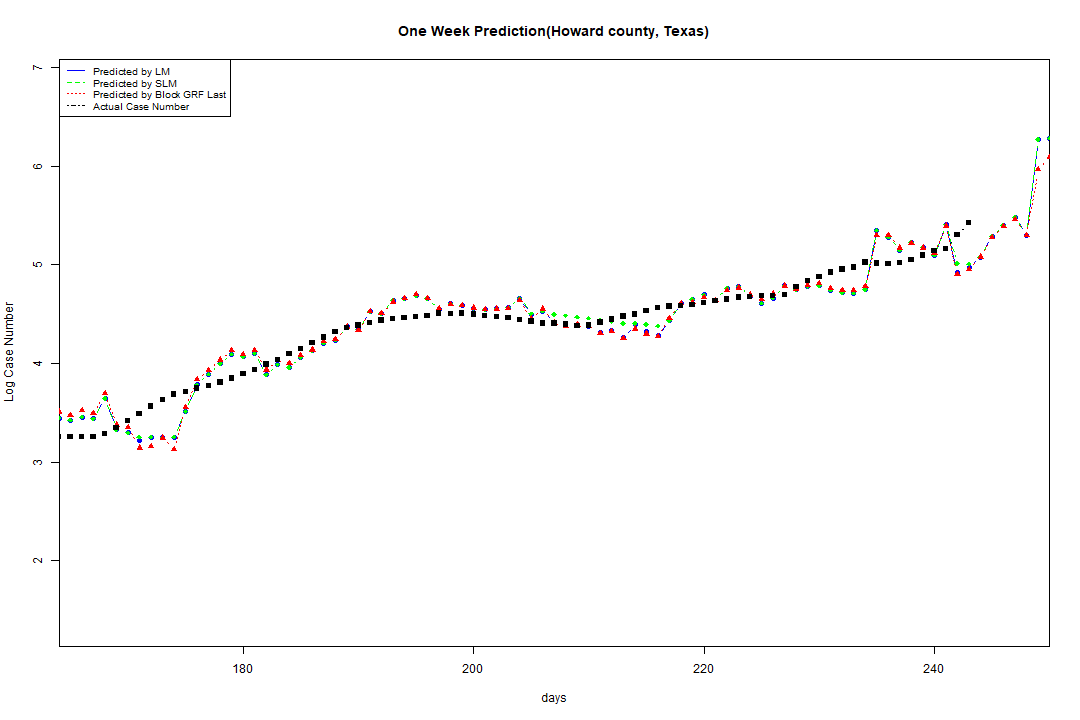 One Week Prediction(Howard county, Texas)
Predicted by LM
Predicted by SLM
Predicted by Block GRF Last
Actual Case Number
7
6
5
4
3
2
Log Case Number
180 200 220 240
days